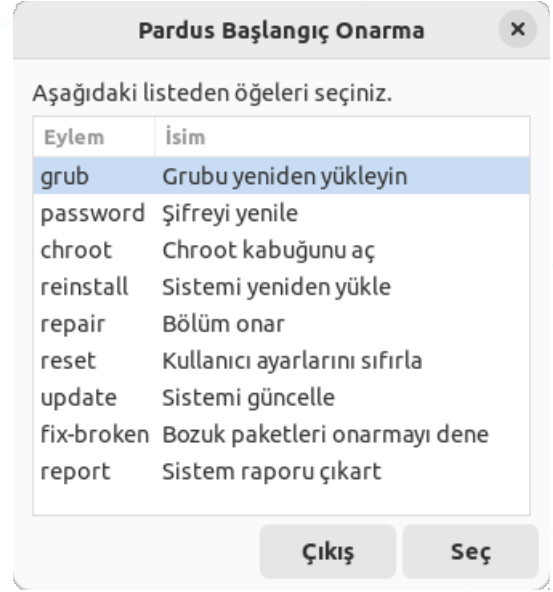 Pardus Başlangıç Onarma
Aşağıdaki listeden öğeleri seçiniz.
Eylem İsim
grub Grubu yeniden yükleyin
password Şifreyi yenile
chroot Chroot kabuğunu aç
reinstall Sistemi yeniden yükle
repair Bölüm onar
reset Kullanıcı ayarlarını sıfırla
update Sistemi güncelle
fix-broken Bozuk paketleri onarmayı dene
report Sistem raporu çıkart
Çıkış Seç